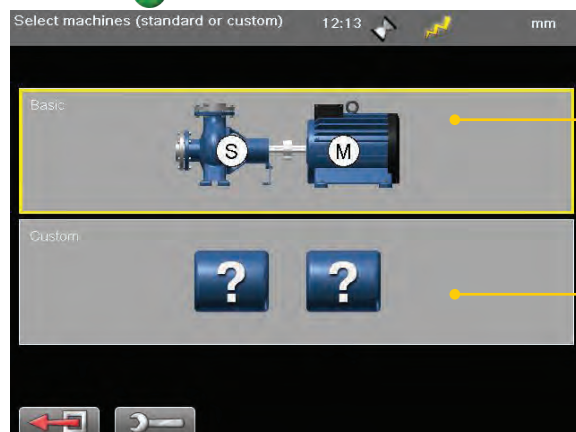 Select machines (standard or custom) 12:13 mm
Basic
S M
Custom
? ?